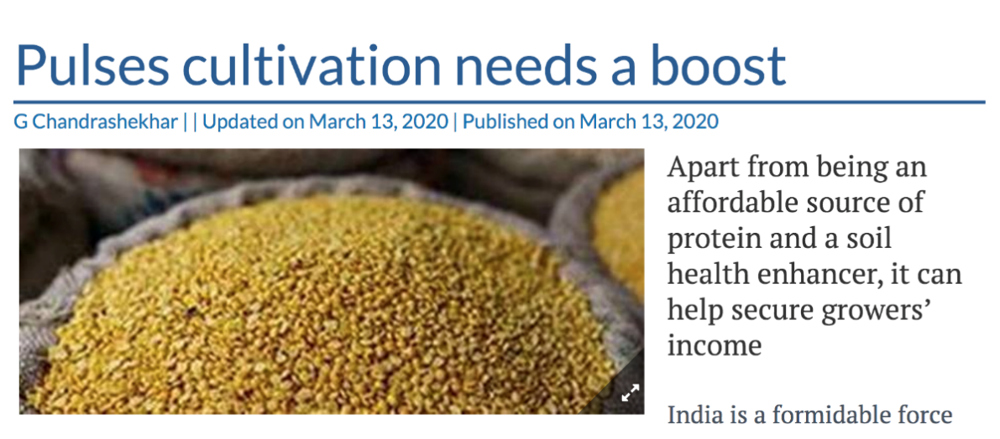 Pulses cultivation needs a boost
G Chandrashekhar | | Updated on March 13, 2020 | Published on March 13, 2020
Apart from being an
affordable source of
protein and a soil
health enhancer, it can
help secure growers’
income
India is a formidable force